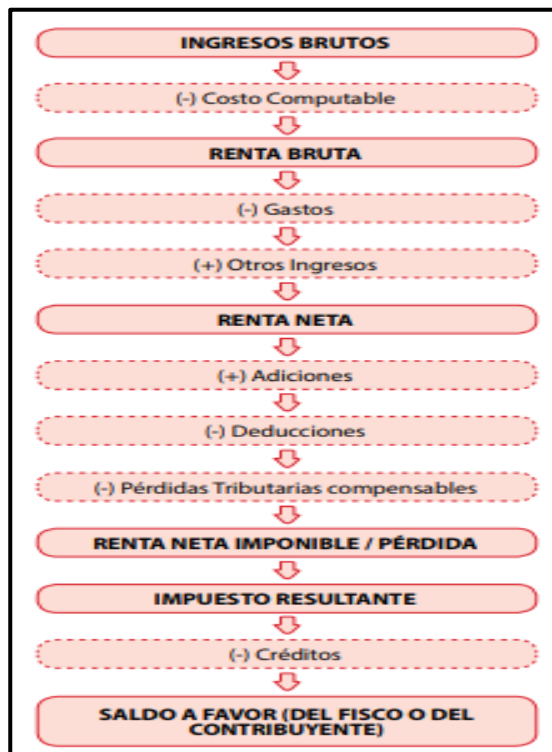 INGRESOS BRUTOS
(-) Costo Computable
RENTA BRUTA
(-) Gastos
(+) Otros Ingresos
RENTA NETA
(+) Adiciones
(-) Deducciones
(-) Pérdidas Tributarias compensables
RENTA NETA IMPONIBLE / PÉRDIDA
IMPUESTO RESULTANTE
(-) Créditos
SALDO A FAVOR (DEL FISCO O DEL
CONTRIBUYENTE)